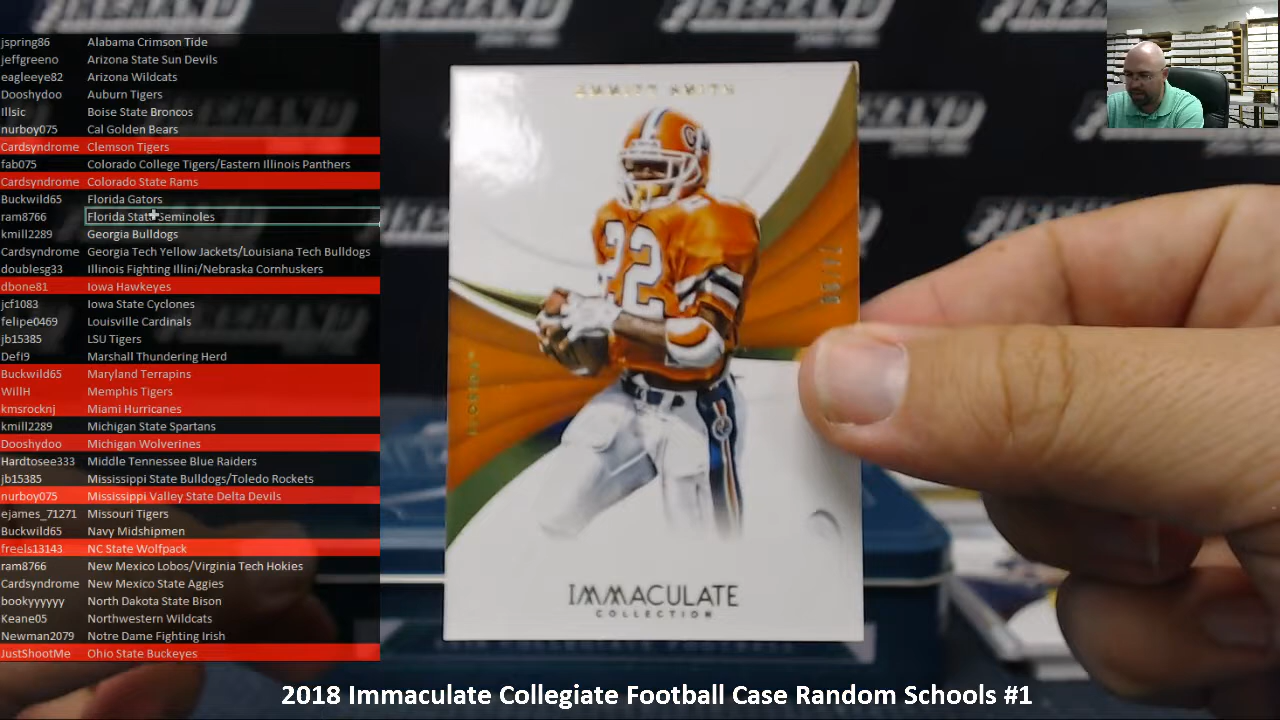 jspring86 Alabama Crimson Tide
jeffgreeno Arizona State Sun Devils
eagleeye82 Arizona Wildcats
Dooshydoo Auburn Tigers
Illsic Boise State Broncos
nurboy075 Cal Golden Bears
Cardsyndrome Clemson Tigers
fab075 Colorado College Tigers/Eastern Illinois Panthers
Cardsyndrome Colorado State Rams
Buckwild65 Florida Gators
ram8766 Florida State Seminoles
kmill2289 Georgia Bulldogs
Cardsyndrome Georgia Tech Yellow Jackets/Louisiana Tech Bulldogs
doublesg33 Illinois Fighting Illini/Nebraska Cornhuskers
dbone81 Iowa Hawkeyes
jcf1083 Iowa State Cyclones
felipe0469 Louisville Cardinals
jb15385 LSU Tigers
Defi9 Marshall Thundering Herd
Buckwild65 Maryland Terrapins
WillH Memphis Tigers
kmsrocknj Miami Hurricanes
kmill2289 Michigan State Spartans
Dooshydoo Michigan Wolverines
Hardtosee333 Middle Tennessee Blue Raiders
jb15385 Mississippi State Bulldogs/Toledo Rockets
nurboy075 Mississippi Valley State Delta Devils
ejames_71271 Missouri Tigers
Buckwild65 Navy Midshipmen
freels13143 NC State Wolfpack
ram8766 New Mexico Lobos/Virginia Tech Hokies
Cardsyndrome New Mexico State Aggies
bookyyyyyy North Dakota State Bison
Keane05 Northwestern Wildcats
Newman2079 Notre Dame Fighting Irish
JustShootMe Ohio State Buckeyes
EMMITT SMITH
22
FLORIDA
IMMACULATE
COLLECTION
2018 Immaculate Collegiate Football Case Random Schools #1